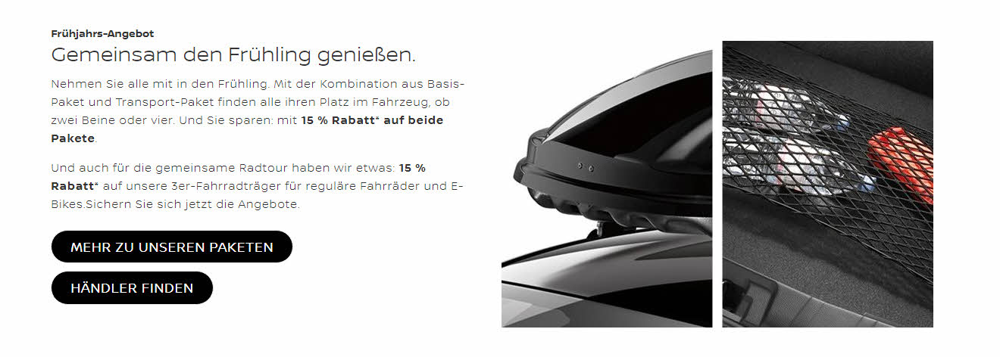 Frühjahrs-Angebot
Gemeinsam den Frühling genießen.
Nehmen Sie alle mit in den Frühling. Mit der Kombination aus Basis-
Paket und Transport-Paket finden alle ihren Platz im Fahrzeug, ob
zwei Beine oder vier. Und Sie sparen: mit 15 % Rabatt* auf beide
Pakete.
Und auch für die gemeinsame Radtour haben wir etwas: 15 %
Rabatt* auf unsere 3er-Fahrradträger für reguläre Fahrräder und E-
Bikes.Sichern Sie sich jetzt die Angebote.
MEHR ZU UNSEREN PAKETEN
HÄNDLER FINDEN